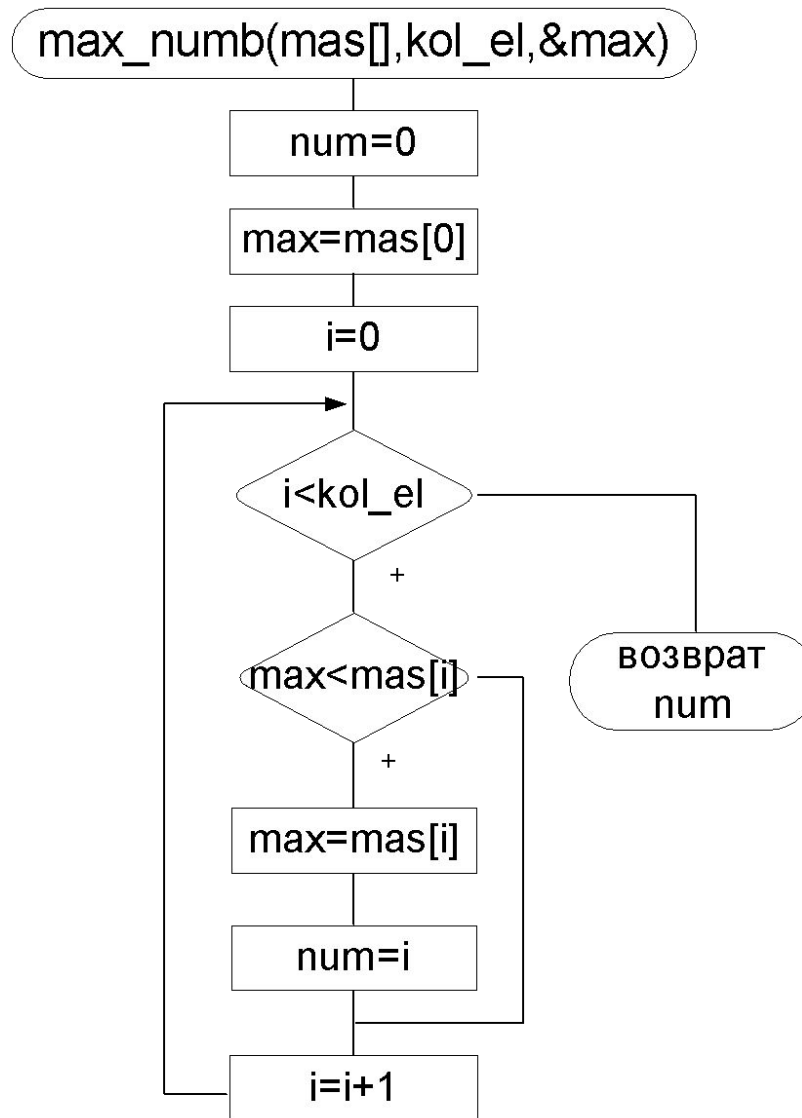 max_numb(mas[],kol_el,&max)
num=0
max=mas[0]
i=0
i<kol_el
+
max<mas[i]
возврат
num
+
max=mas[i]
num=i
i=i+1